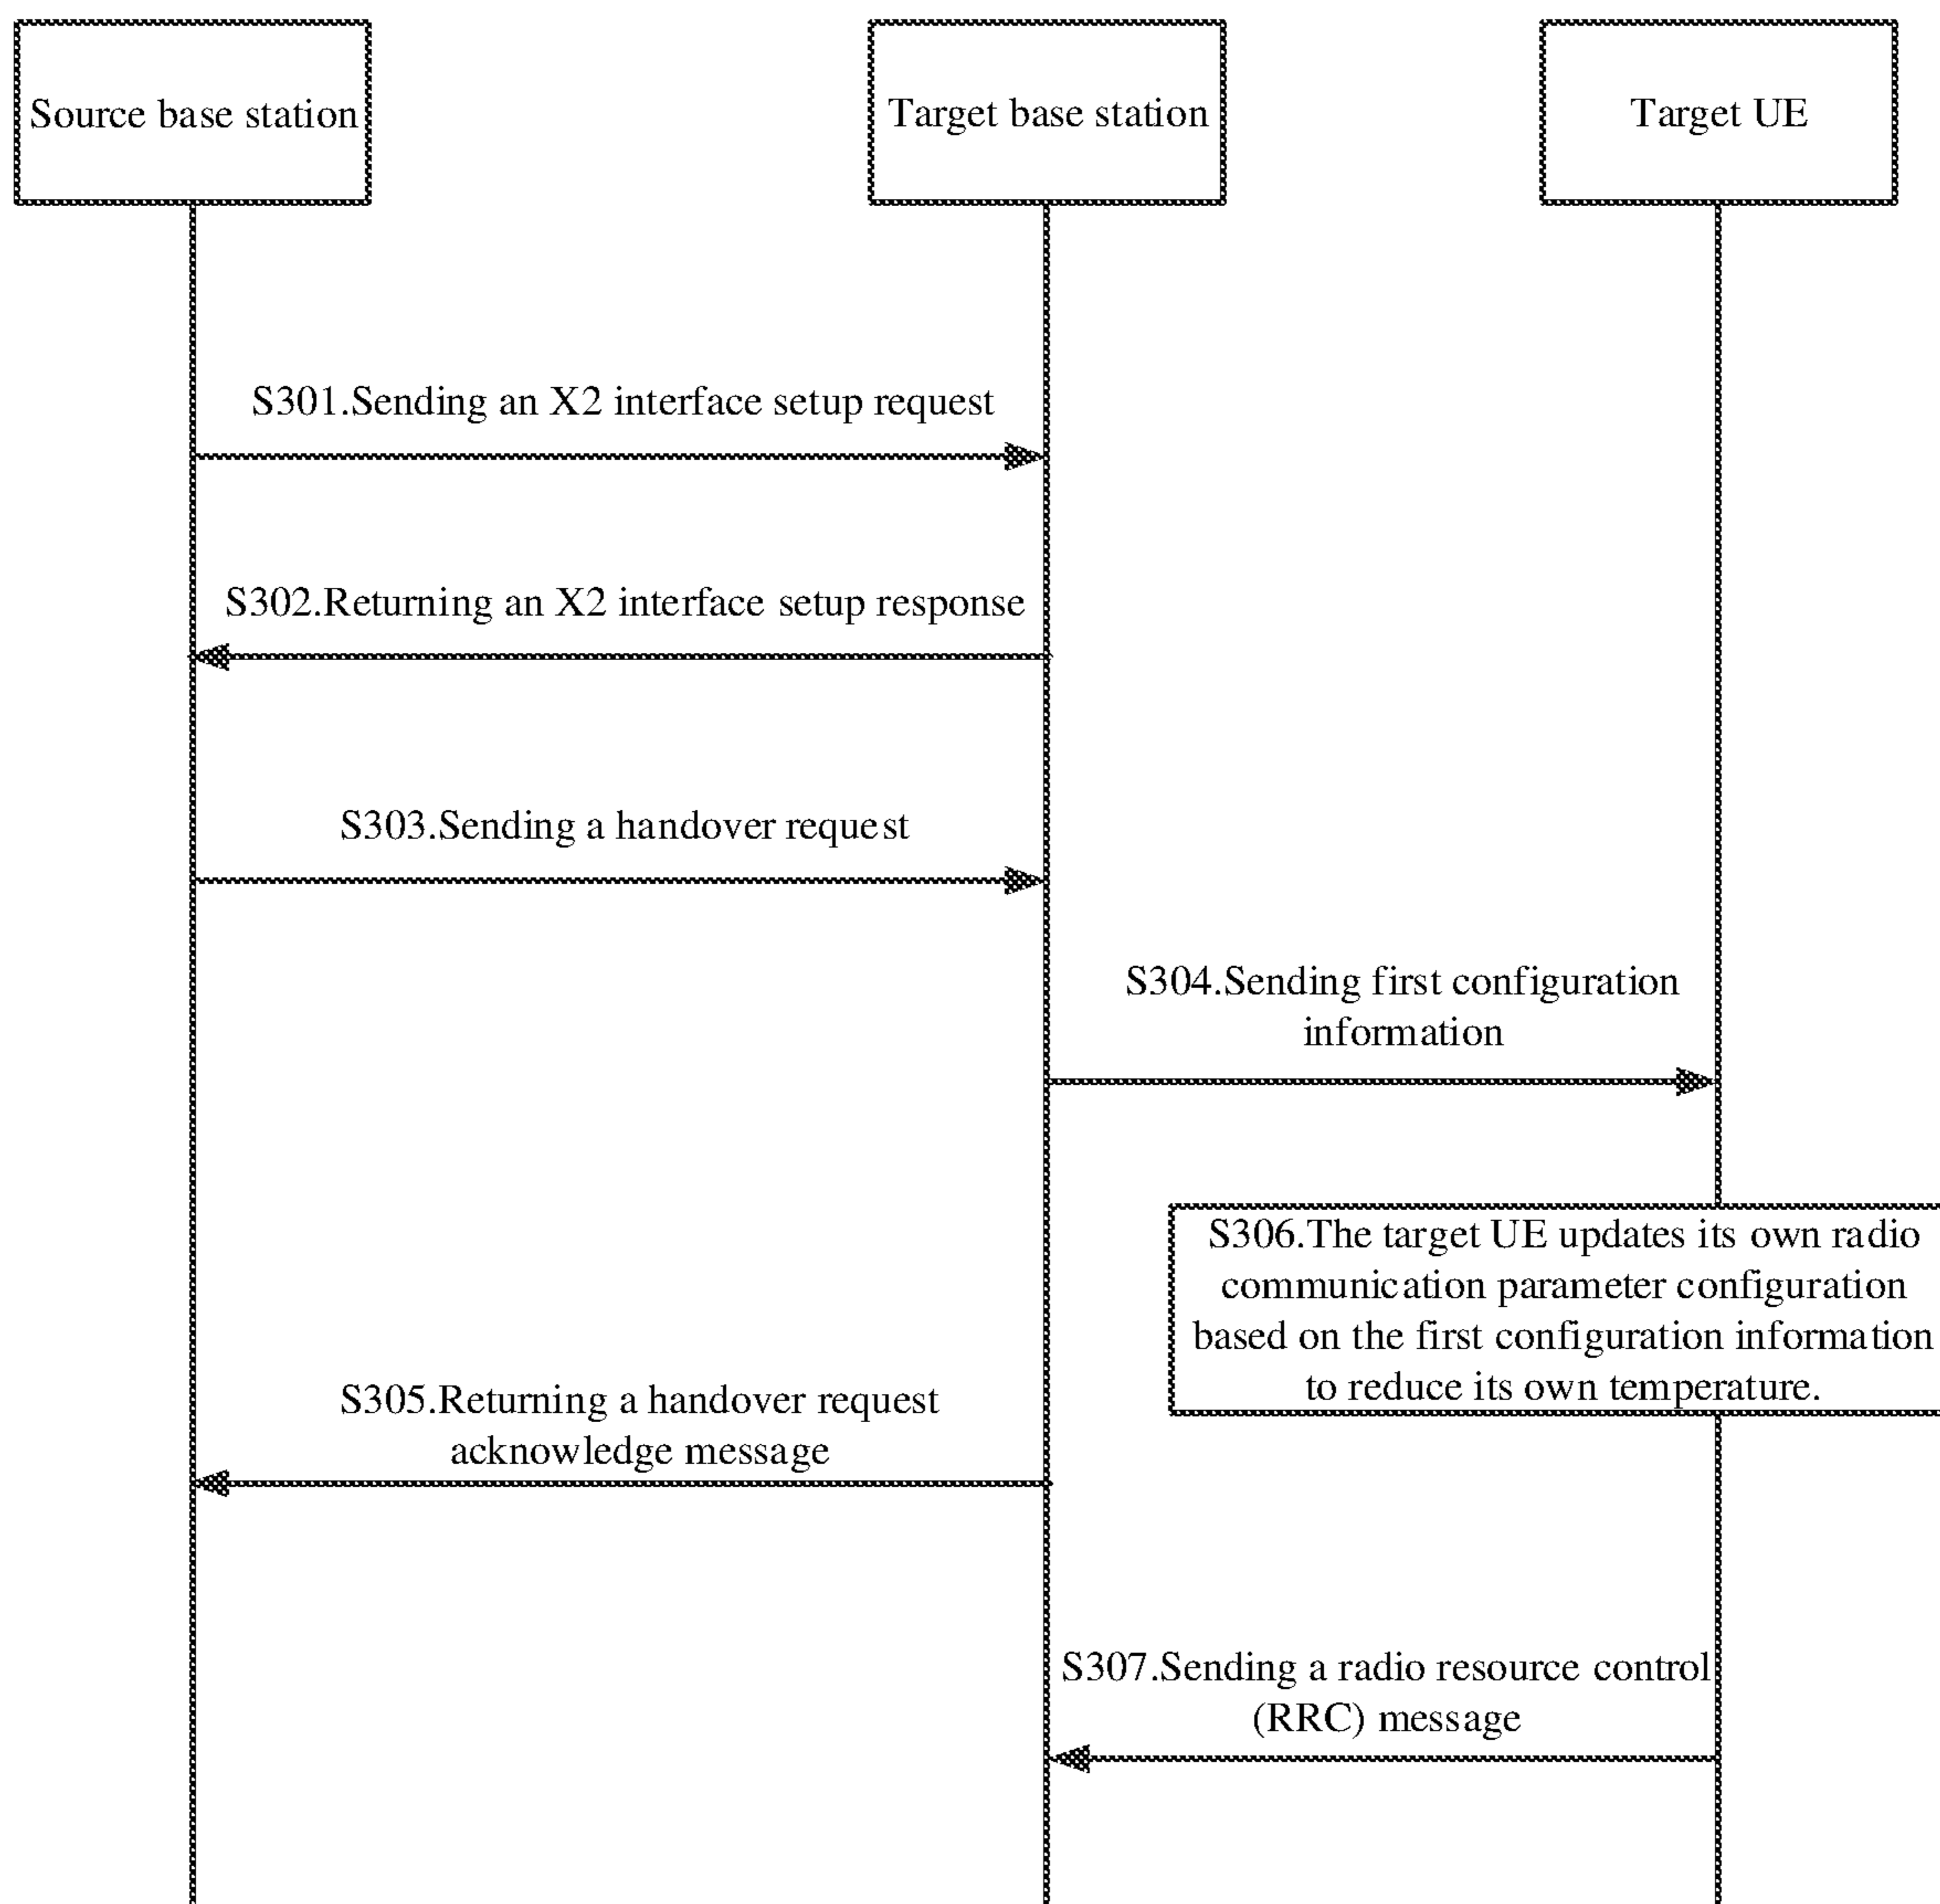 Source base station
Target base station
Target UE
S301.Sending an X2 interface setup request
S302.Returning an X2 interface setup response
S303.Sending a handover request
S304.Sending first configuration
information
S306.The target UE updates its own radio
communication parameter configuration
based on the first configuration information
to reduce its own temperature.
S305.Returning a handover request
acknowledge message
S307.Sending a radio resource control
(RRC) message